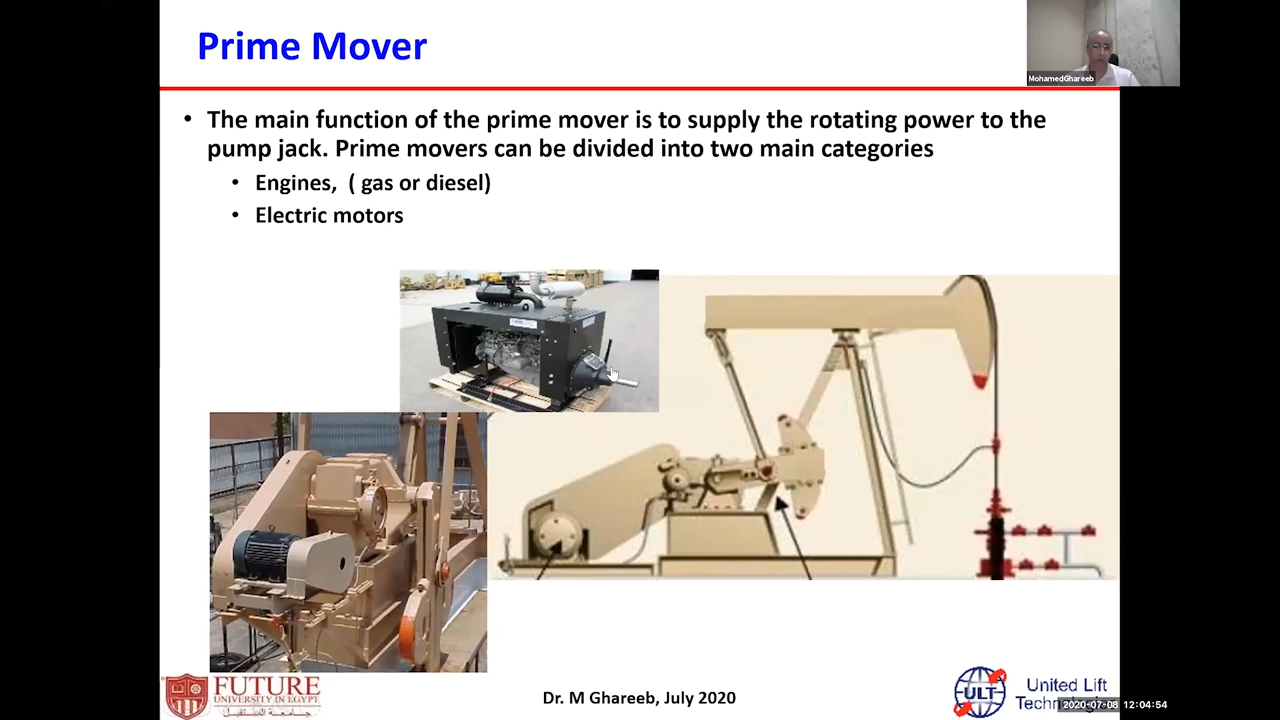 Prime Mover
MohamedGhareeb
• The main function of the prime mover is to supply the rotating power to the
pump jack. Prime movers can be divided into two main categories
• Engines, ( gas or diesel)
• Electric motors
FUTURE
UNIVERSITY IN EGYPT
جامعة المستقبل
Dr. M Ghareeb, July 2020
ULT
United Lift
2020-07-08 12:04:54